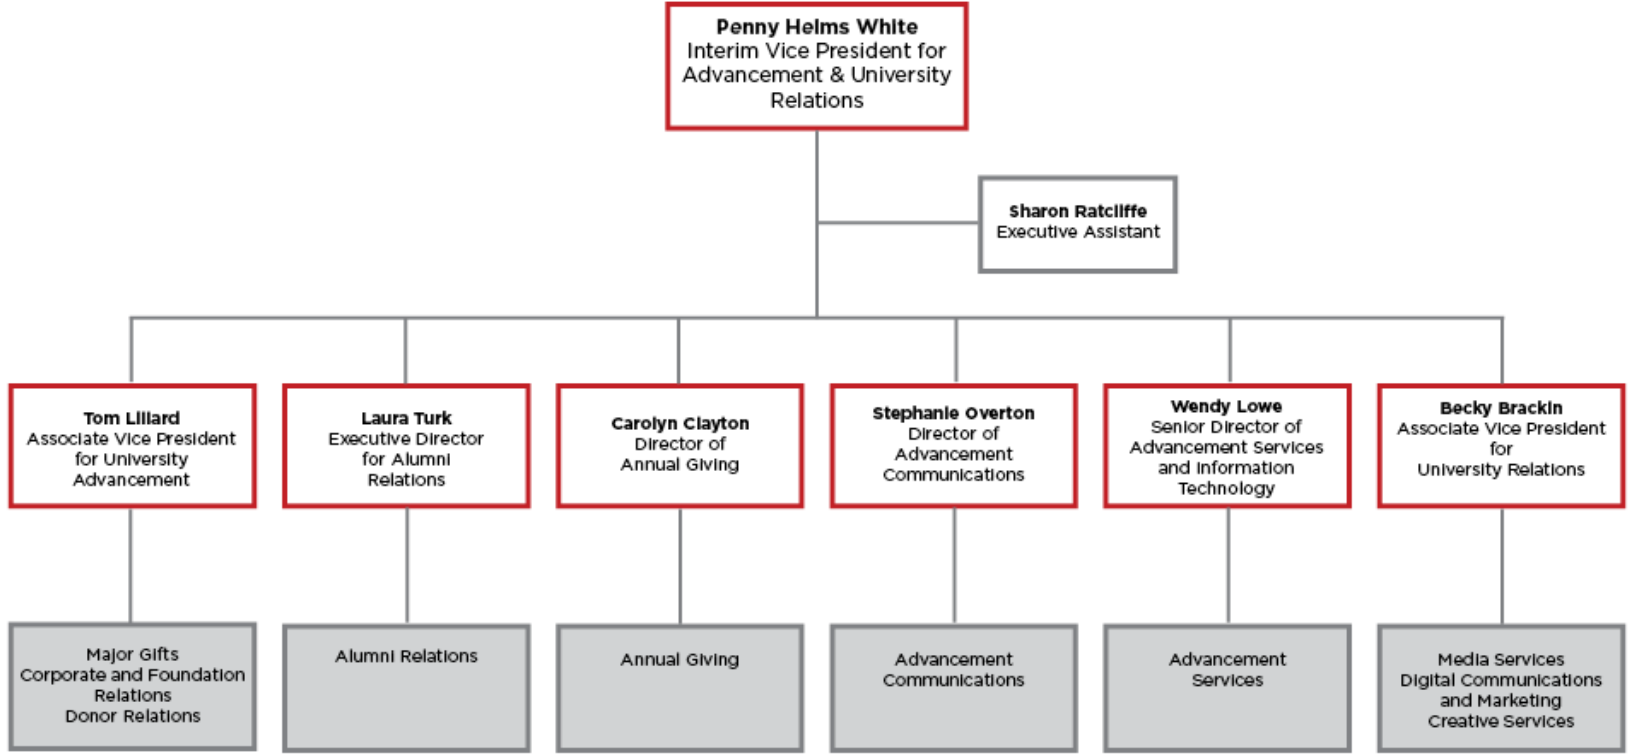 Penny Helms White
Interim Vice President for
Advancement & University
Relations
Sharon Ratcliffe
Executive Assistant
Tom Lillard
Associate Vice President
for University
Advancement
Laura Turk
Executive Director
for Alumni
Relations
Carolyn Clayton
Director of
Annual Giving
Stephanie Overton
Director of
Advancement
Communications
Wendy Lowe
Senior Director of
Advancement Services
and Information
Technology
Becky Brackin
Associate Vice President
for
University Relations
Major Gifts
Corporate and Foundation
Relations
Donor Relations
Alumni Relations
Annual Giving
Advancement
Communications
Advancement
Services
Media Services
Digital Communications
and Marketing
Creative Services